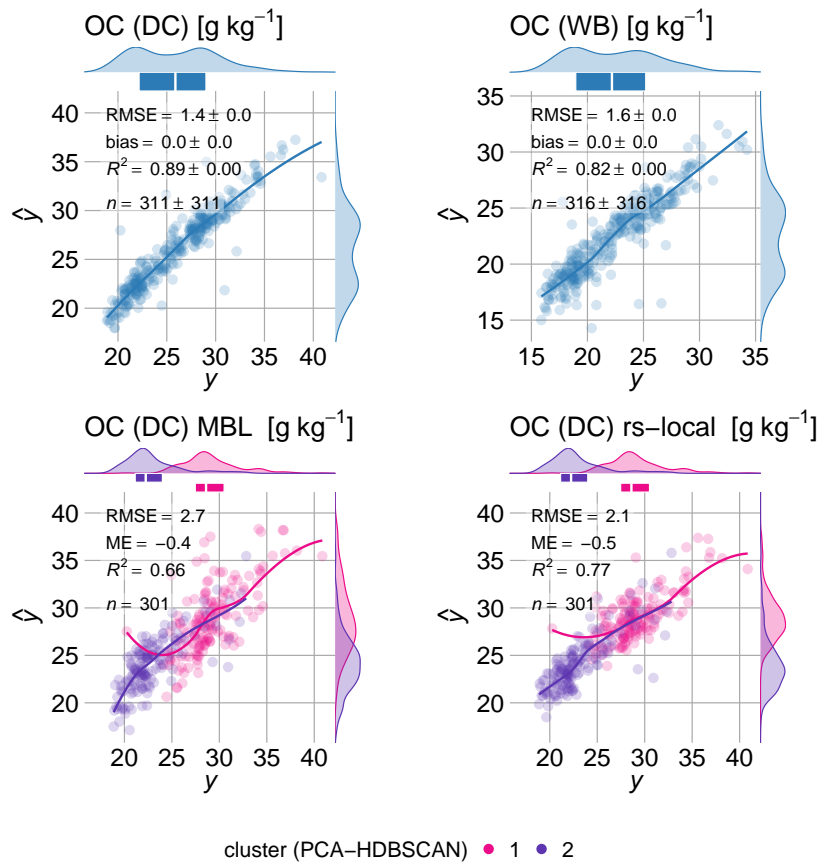 OC (DC) [g kg⁻¹]
RMSE = 1.4 ± 0.0
bias = 0.0 ± 0.0
R² = 0.89 ± 0.00
n = 311 ± 311
40
35
30
25
20
ŷ
20 25 30 35 40
y
OC (WB) [g kg⁻¹]
RMSE = 1.6 ± 0.0
bias = 0.0 ± 0.0
R² = 0.82 ± 0.00
n = 316 ± 316
35
30
25
20
15
ŷ
15 20 25 30 35
y
OC (DC) MBL [g kg⁻¹]
RMSE = 2.7
ME = −0.4
R² = 0.66
n = 301
40
35
30
25
20
ŷ
20 25 30 35 40
y
OC (DC) rs−local [g kg⁻¹]
RMSE = 2.1
ME = −0.5
R² = 0.77
n = 301
40
35
30
25
20
ŷ
20 25 30 35 40
y
cluster (PCA−HDBSCAN) 1 2